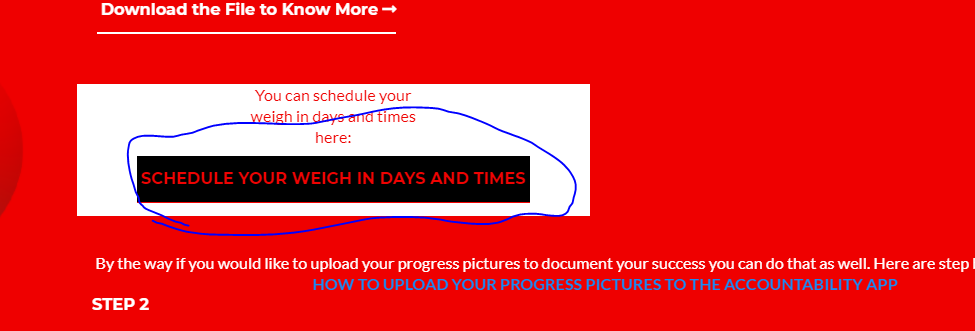 Download the File to Know More →
You can schedule your
weigh in days and times
here:
SCHEDULE YOUR WEIGH IN DAYS AND TIMES
By the way if you would like to upload your progress pictures to document your success you can do that as well. Here are step
HOW TO UPLOAD YOUR PROGRESS PICTURES TO THE ACCOUNTABILITY APP
STEP 2